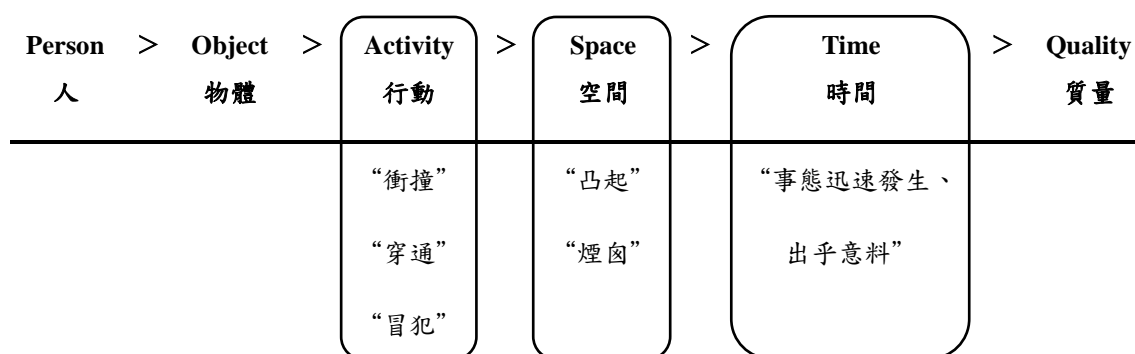 Person > Object > Activity > Space > Time > Quality
人 物體 行動 空間 時間 質量
“衝撞” “凸起” “事態迅速發生、
“穿通” “煙囪” 出乎意料”
“冒犯”